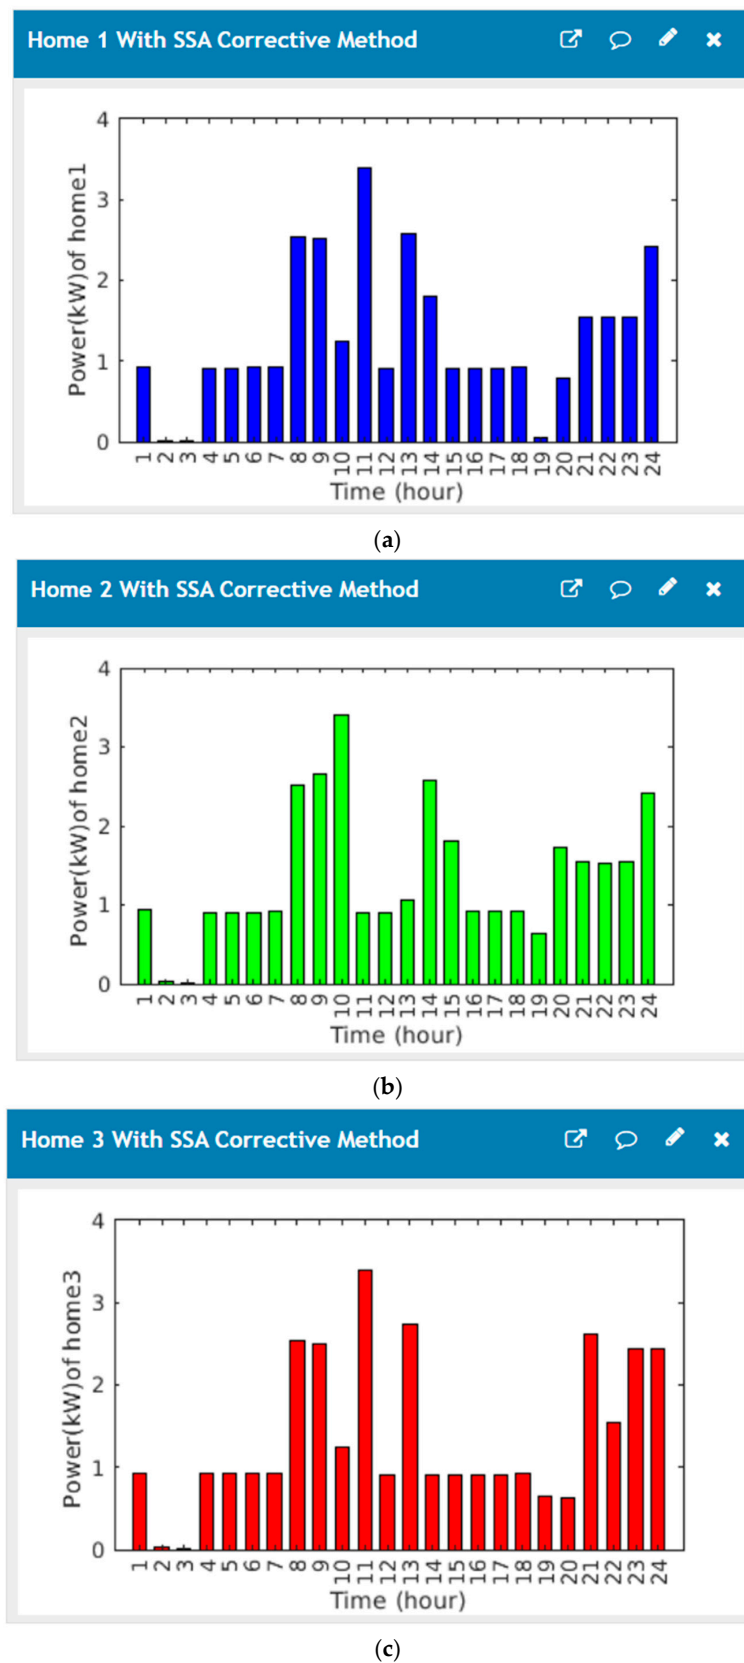 Home 1 With SSA Corrective Method
4
3
2
1
0
Power(kW)of home1
1 2 3 4 5 6 7 8 9 10 11 12 13 14 15 16 17 18 19 20 21 22 23 24
Time (hour)
(a)
Home 2 With SSA Corrective Method
4
3
2
1
0
Power(kW)of home2
1 2 3 4 5 6 7 8 9 10 11 12 13 14 15 16 17 18 19 20 21 22 23 24
Time (hour)
(b)
Home 3 With SSA Corrective Method
4
3
2
1
0
Power(kW)of home3
1 2 3 4 5 6 7 8 9 10 11 12 13 14 15 16 17 18 19 20 21 22 23 24
Time (hour)
(c)